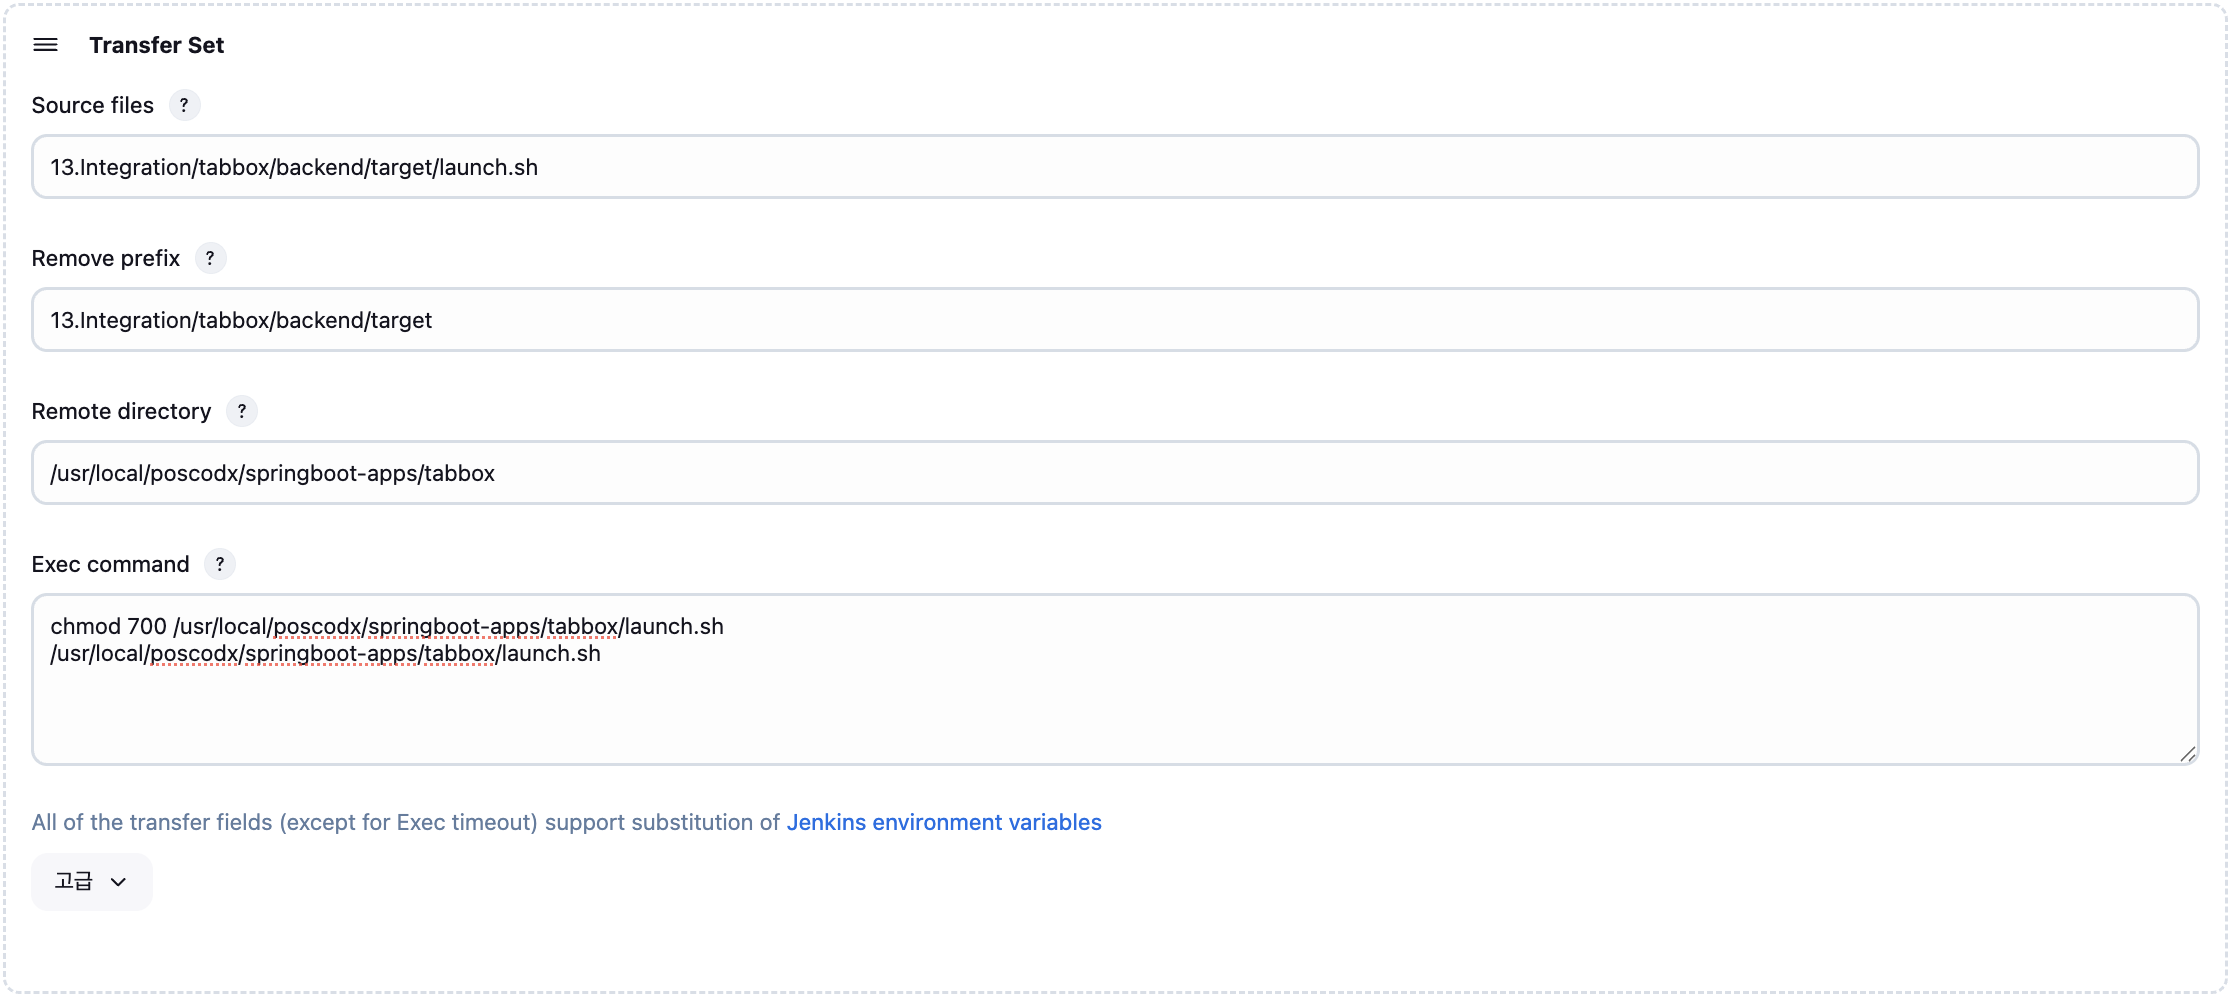 Transfer Set
Source files ?
13.Integration/tabbox/backend/target/launch.sh
Remove prefix ?
13.Integration/tabbox/backend/target
Remote directory ?
/usr/local/poscodx/springboot-apps/tabbox
Exec command ?
chmod 700 /usr/local/poscodx/springboot-apps/tabbox/launch.sh
/usr/local/poscodx/springboot-apps/tabbox/launch.sh
All of the transfer fields (except for Exec timeout) support substitution of Jenkins environment variables
고급